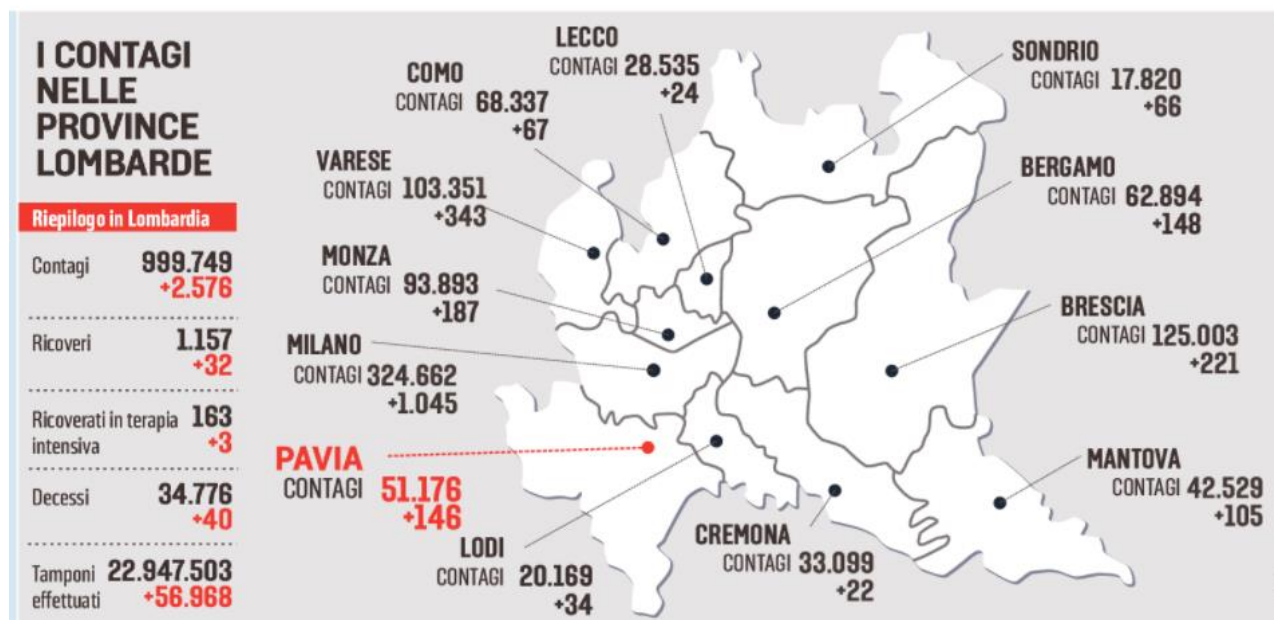 I CONTAGI
NELLE
PROVINCE
LOMBARDE
Riepilogo in Lombardia
Contagi 999.749
+2.576
Ricoveri 1.157
+32
Ricoverati in terapia intensiva 163
+3
Decessi 34.776
+40
Tamponi effettuati 22.947.503
+56.968
LECCO
CONTAGI 28.535
+24
COMO
CONTAGI 68.337
+67
VARESE
CONTAGI 103.351
+343
MONZA
CONTAGI 93.893
+187
MILANO
CONTAGI 324.662
+1.045
PAVIA
CONTAGI 51.176
+146
LODI
CONTAGI 20.169
+34
CREMONA
CONTAGI 33.099
+22
SONDRIO
CONTAGI 17.820
+66
BERGAMO
CONTAGI 62.894
+148
BRESCIA
CONTAGI 125.003
+221
MANTOVA
CONTAGI 42.529
+105